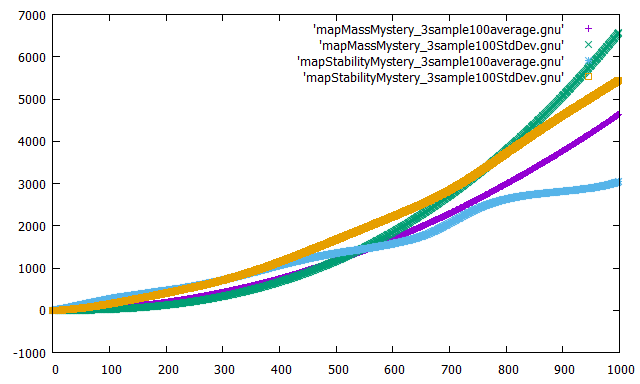 7000
6000
5000
4000
3000
2000
1000
0
-1000
'mapMassMystery_3sample100average.gnu'
'mapMassMystery_3sample100StdDev.gnu'
'mapStabilityMystery_3sample100average.gnu'
'mapStabilityMystery_3sample100StdDev.gnu'
0 100 200 300 400 500 600 700 800 900 1000